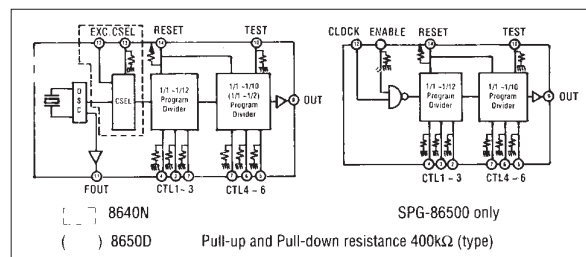 EXC.CSEL RESET TEST
CLOCK ENABLE RESET TEST
OSC
CSEL
1/1 ~1/12
Program
Divider
1/1 ~1/10
(1/1 ~1/2)
Program
Divider
OUT
1/1 ~1/12
Program
Divider
1/1 ~1/10
Program
Divider
OUT
FOUT
CTL1~3 CTL4~6
CTL1~3 CTL4~6
8640N
SPG-86500 only
( ) 8650D Pull-up and Pull-down resistance 400kΩ (type)